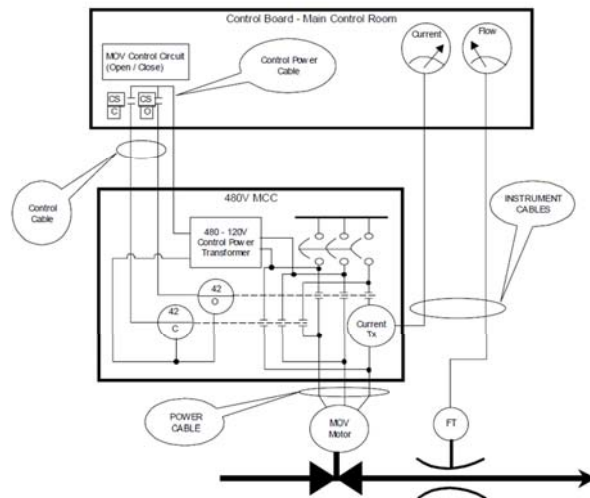 Control Board - Main Control Room
MOV Control Circuit
(Open / Close)
CS
C
CS
O
Control Power
Cable
Current
Flow
Control
Cable
480V MCC
480 - 120V
Control Power
Transformer
INSTRUMENT
CABLES
42
O
42
C
Current
Tx
POWER
CABLE
MOV
Motor
FT